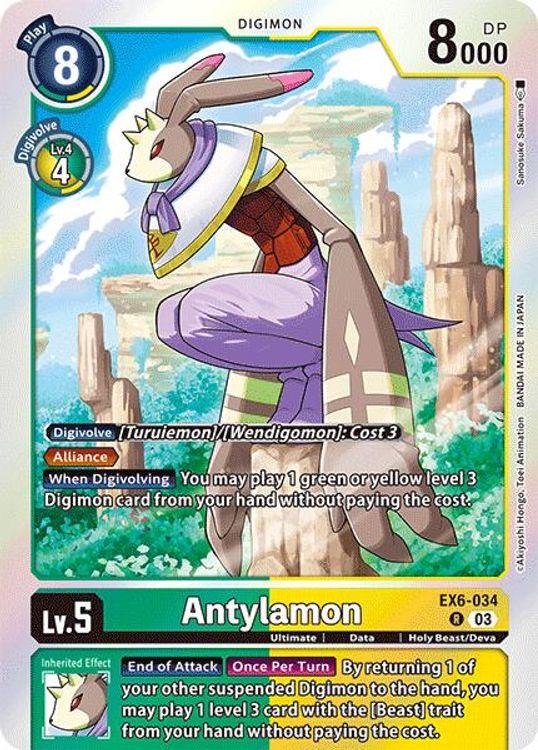 Play
8
DIGIMON
DP
8000
Digivolve
Lv.4
4
Sanosuke Sakuma
©Akiyoshi Hongo, Toei Animation BANDAI MADE IN JAPAN
Digivolve [Turuiemon]/[Wendigomon]: Cost 3
Alliance
When Digivolving You may play 1 green or yellow level 3
Digimon card from your hand without paying the cost.
Lv.5
Antylamon
EX6-034
R 03
Ultimate | Data | Holy Beast/Deva
Inherited Effect
End of Attack Once Per Turn By returning 1 of
your other suspended Digimon to the hand, you
may play 1 level 3 card with the [Beast] trait
from your hand without paying the cost.